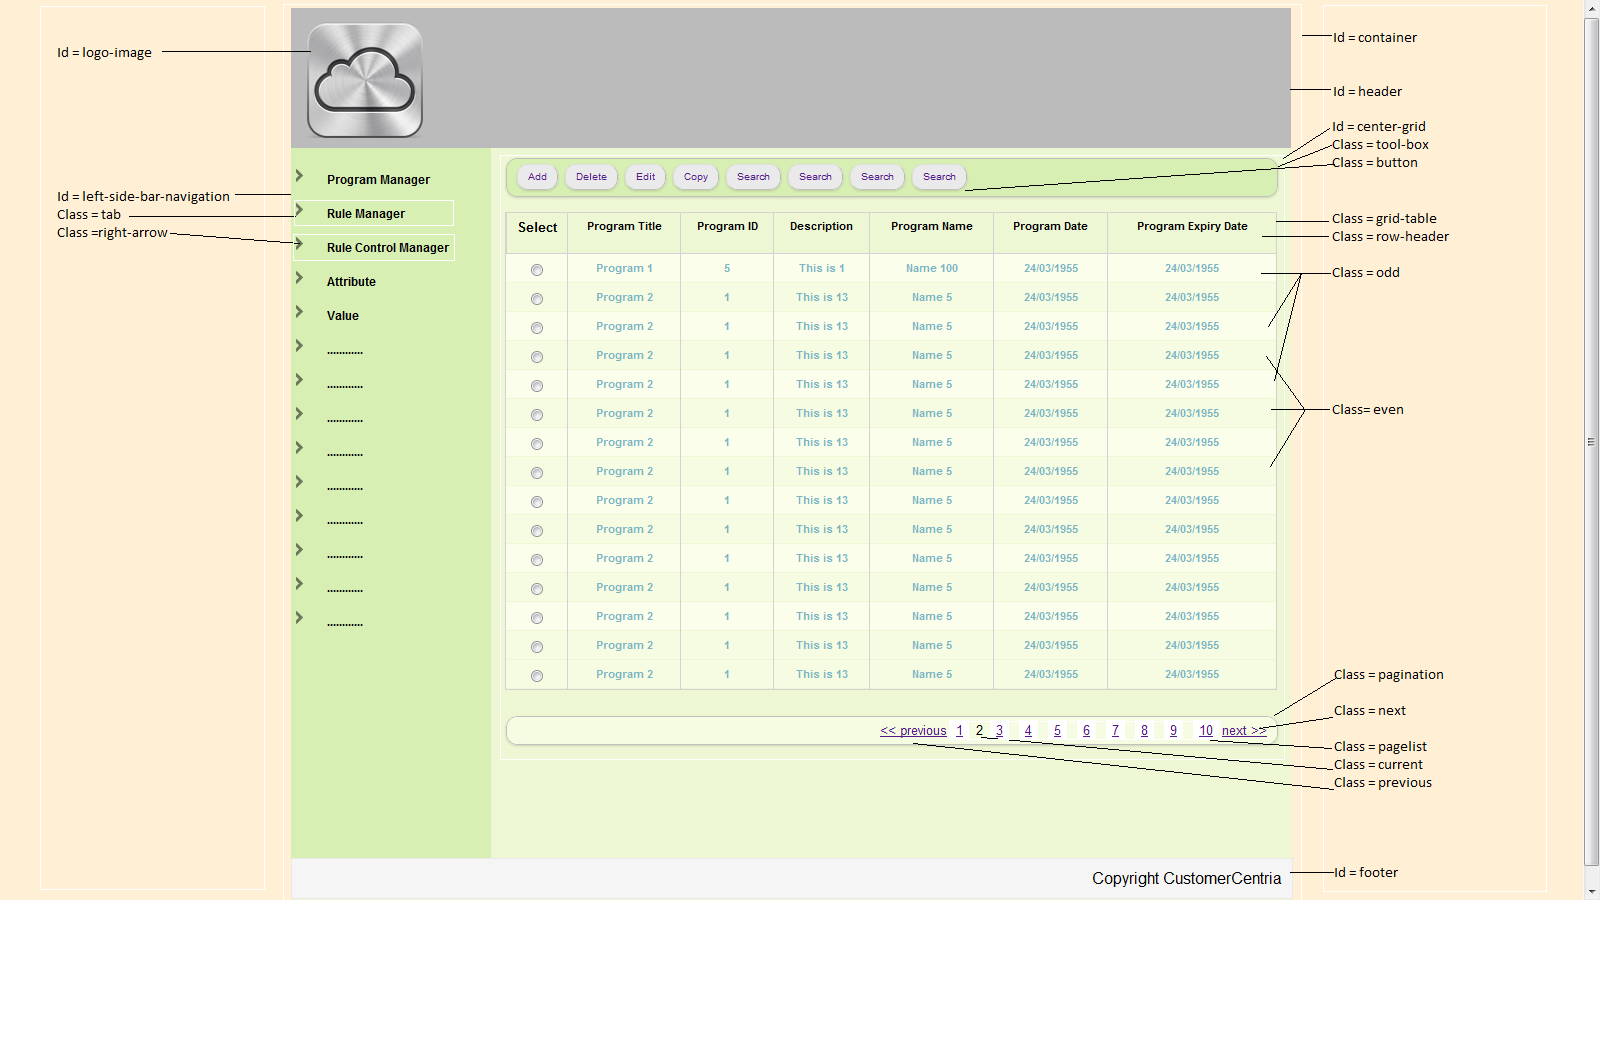 Id = logo-image
Id = container
Id = header
Id = center-grid
Class = tool-box
Class = button
Add Delete Edit Copy Search Search Search Search
Program Manager
Id = left-side-bar-navigation
Class = tab
Class =right-arrow
Rule Manager
Rule Control Manager
Attribute
Value
............
............
............
............
............
............
............
............
............
Class = grid-table
Class = row-header
Select Program Title Program ID Description Program Name Program Date Program Expiry Date
Program 1 5 This is 1 Name 100 24/03/1955 24/03/1955
Class = odd
Program 2 1 This is 13 Name 5 24/03/1955 24/03/1955
Program 2 1 This is 13 Name 5 24/03/1955 24/03/1955
Program 2 1 This is 13 Name 5 24/03/1955 24/03/1955
Program 2 1 This is 13 Name 5 24/03/1955 24/03/1955
Program 2 1 This is 13 Name 5 24/03/1955 24/03/1955
Class= even
Program 2 1 This is 13 Name 5 24/03/1955 24/03/1955
Program 2 1 This is 13 Name 5 24/03/1955 24/03/1955
Program 2 1 This is 13 Name 5 24/03/1955 24/03/1955
Program 2 1 This is 13 Name 5 24/03/1955 24/03/1955
Program 2 1 This is 13 Name 5 24/03/1955 24/03/1955
Program 2 1 This is 13 Name 5 24/03/1955 24/03/1955
Program 2 1 This is 13 Name 5 24/03/1955 24/03/1955
Program 2 1 This is 13 Name 5 24/03/1955 24/03/1955
Program 2 1 This is 13 Name 5 24/03/1955 24/03/1955
Class = pagination
Class = next
<< previous 1 2 3 4 5 6 7 8 9 10 next >>
Class = pagelist
Class = current
Class = previous
Copyright CustomerCentria
Id = footer